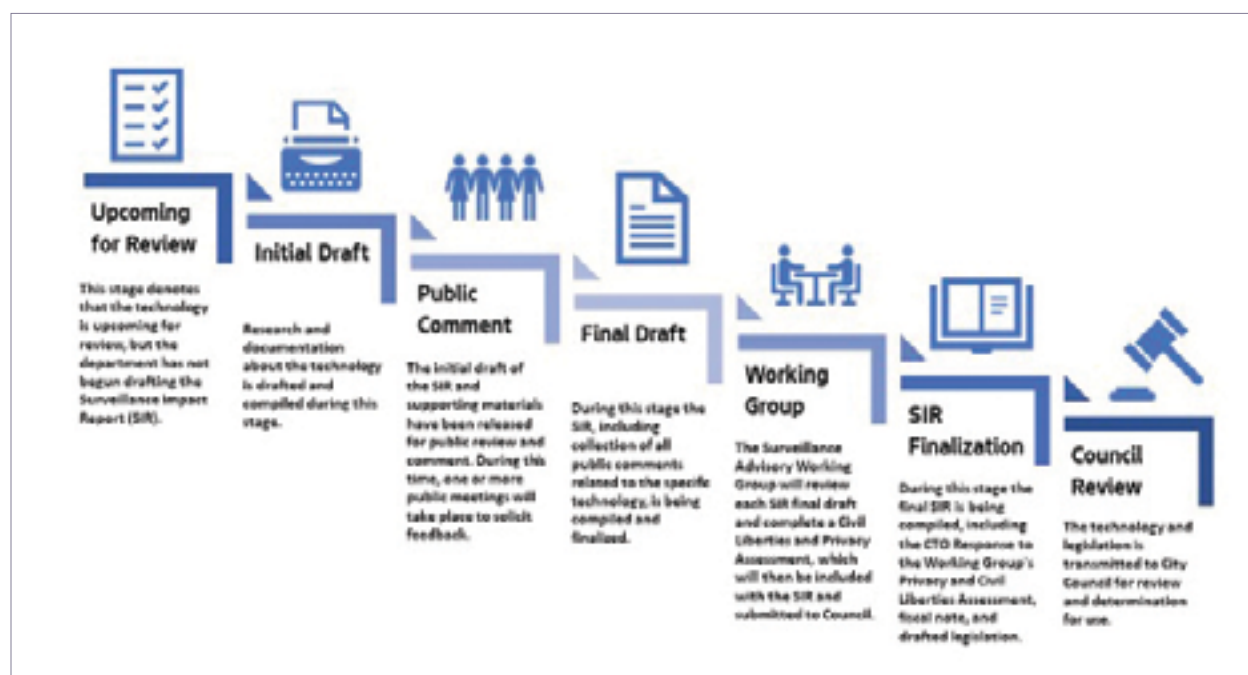 Upcoming
for Review
This stage denotes
that the technology
is upcoming for
review, but the
department has not
begun drafting the
Surveillance Impact
Report (SIR).
Initial Draft
Research and
documentation
about the technology
is drafted and
compiled during this
stage.
Public
Comment
The initial draft of
the SIR and
supporting materials
have been released
for public review and
comment. During this
time, one or more
public meetings will
take place to solicit
feedback.
Final Draft
During this stage the
SIR, including
collection of all
public comments
related to the specific
technology, is being
compiled and
finalized.
Working
Group
The Surveillance
Advisory Working
Group will review
each SIR final draft
and complete a Civil
Liberties and Privacy
Assessment, which
will then be included
with the SIR and
submitted to Council.
SIR
Finalization
During this stage the
final SIR is being
compiled, including
the CTO Response to
the Working Group's
Privacy and Civil
Liberties Assessment,
fiscal note, and
drafted legislation.
Council
Review
The technology and
legislation is
transmitted to City
Council for review
and determination
for use.